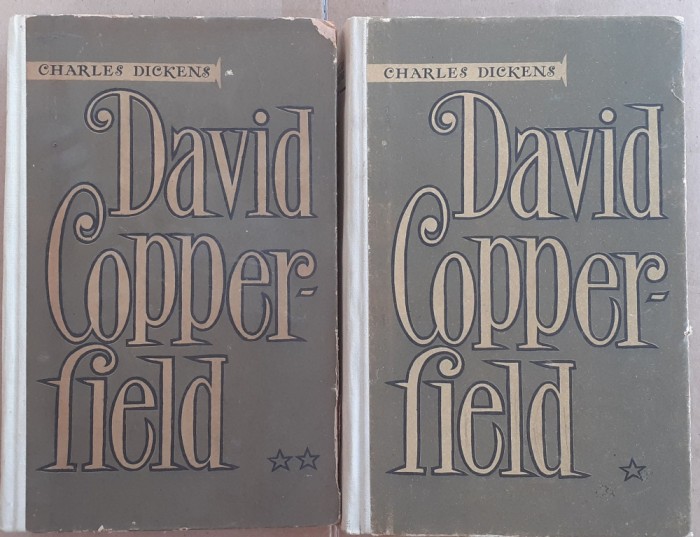 CHARLES DICKENS
David
Copper-
field
CHARLES DICKENS
David
Copper-
field